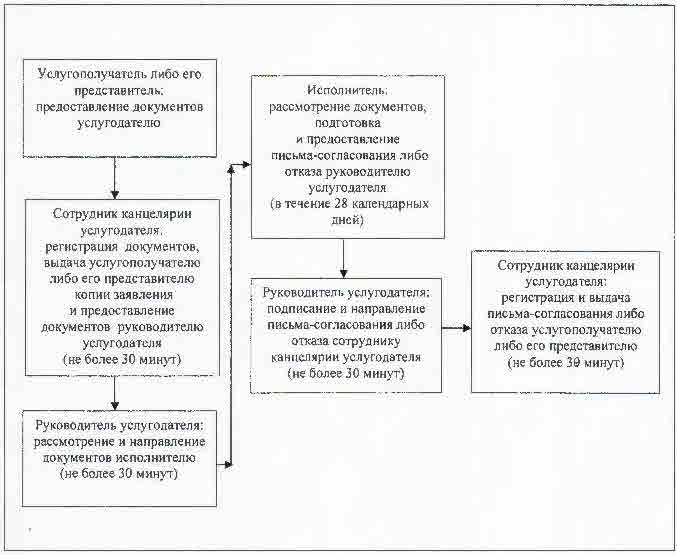 Услугополучатель либо его
представитель:
предоставление документов
услугодателю
Сотрудник канцелярии
услугодателя:
регистрация документов,
выдача услугополучателю
либо его представителю
копии заявления
и предоставление
документов руководителю
услугодателя
(не более 30 минут)
Руководитель услугодателя:
рассмотрение и направление
документов исполнителю
(не более 30 минут)
Исполнитель:
рассмотрение документов,
подготовка
и предоставление
письма-согласования либо
отказа руководителю
услугодателя
(в течение 28 календарных
дней)
Руководитель услугодателя:
подписание и направление
письма-согласования либо
отказа сотруднику
канцелярии услугодателя
(не более 30 минут)
Сотрудник канцелярии
услугодателя:
регистрация и выдача
письма-согласования либо
отказа услугополучателю
либо его представителю
(не более 30 минут)